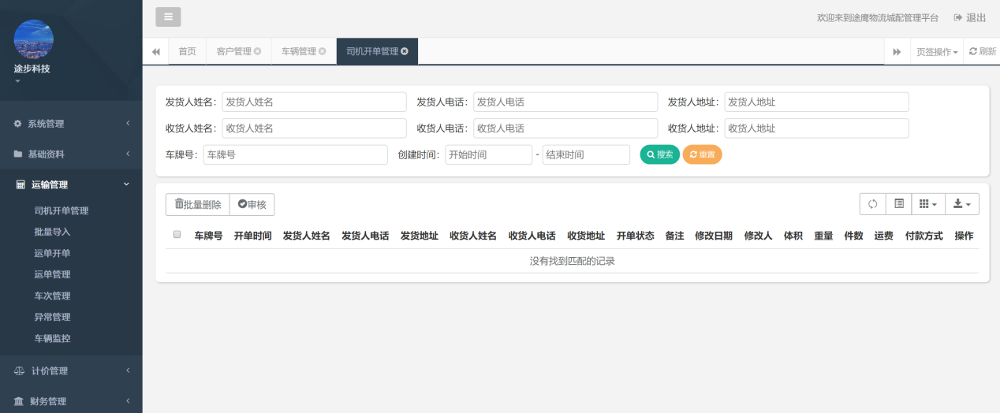 途步科技
系统管理
基础资料
运输管理
司机开单管理
批量导入
运单开单
运单管理
车次管理
异常管理
车辆监控
计价管理
财务管理
欢迎来到途鹰物流城配管理平台 退出
首页 客户管理 车辆管理 司机开单管理 页签操作 刷新
发货人姓名： 发货人姓名 发货人电话： 发货人电话 发货人地址： 发货人地址
收货人姓名： 收货人姓名 收货人电话： 收货人电话 收货人地址： 收货人地址
车牌号： 车牌号 创建时间： 开始时间 - 结束时间 搜索 重置
批量删除 审核
车牌号 开单时间 发货人姓名 发货人电话 发货地址 收货人姓名 收货人电话 收货地址 开单状态 备注 修改日期 修改人 体积 重量 件数 运费 付款方式 操作
没有找到匹配的记录